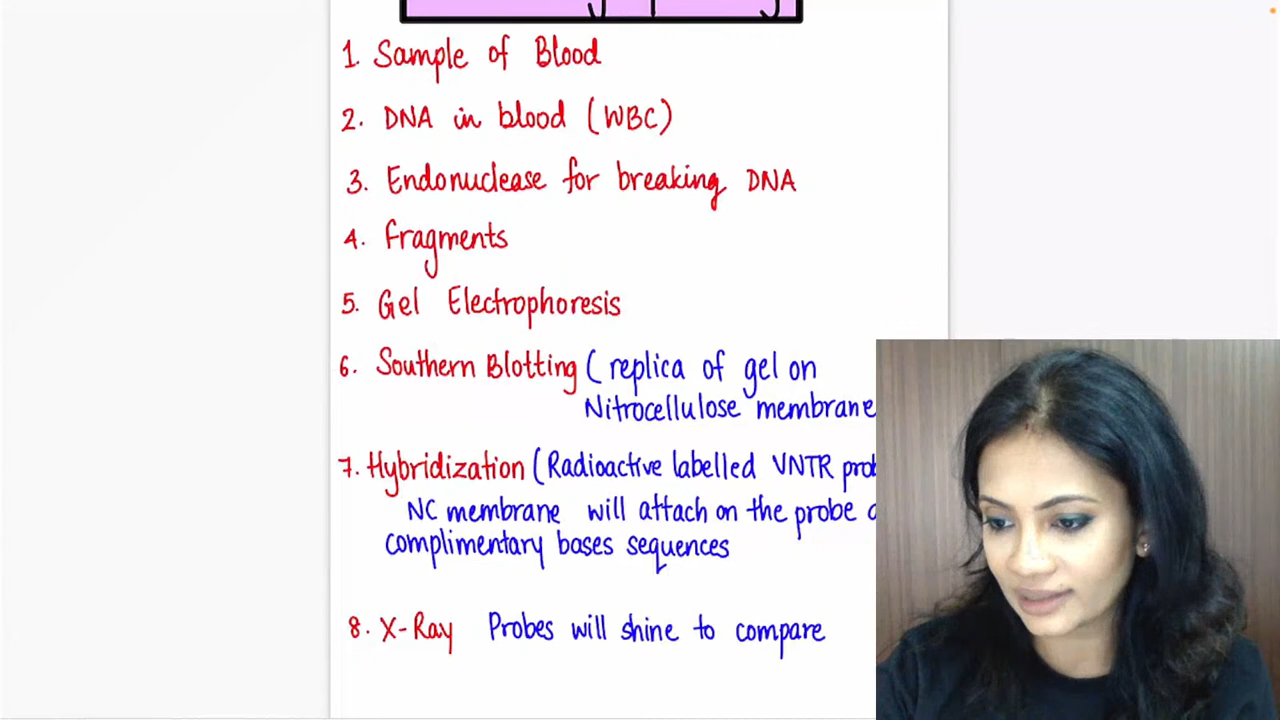 1. Sample of Blood
2. DNA in blood (WBC)
3. Endonuclease for breaking DNA
4. Fragments
5. Gel Electrophoresis
6. Southern Blotting (replica of gel on
Nitrocellulose membrane
7. Hybridization (Radioactive labelled VNTR
NC membrane will attach on the probe
complimentary bases sequences
8. X-Ray Probes will shine to compare